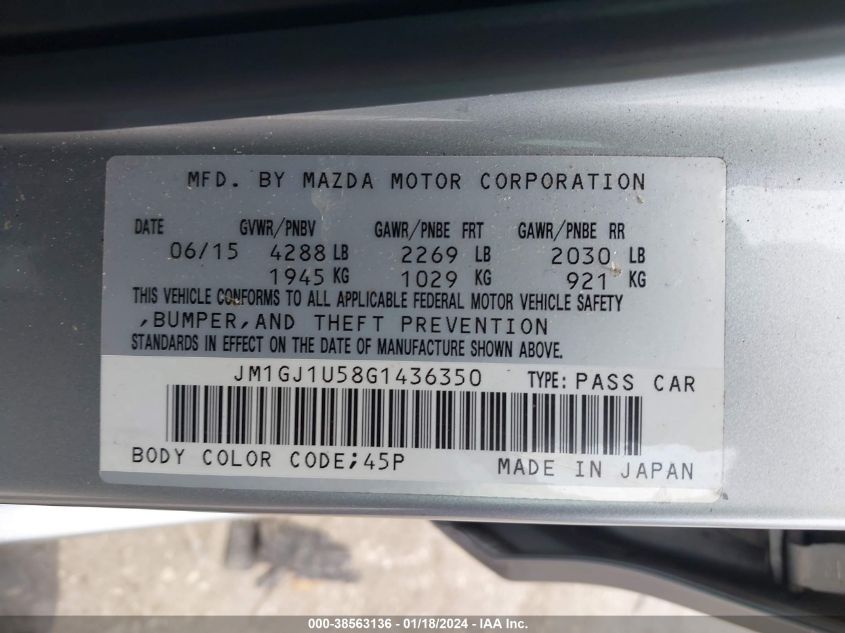 MFD. BY MAZDA MOTOR CORPORATION
DATE GVWR/PNBV GAWR/PNBE FRT GAWR/PNBE RR
06/15 4288 LB 2269 LB 2030 LB
1945 KG 1029 KG 921 KG
THIS VEHICLE CONFORMS TO ALL APPLICABLE FEDERAL MOTOR VEHICLE SAFETY
,BUMPER,AND THEFT PREVENTION
STANDARDS IN EFFECT ON THE DATE OF MANUFACTURE SHOWN ABOVE.
JM1GJ1U58G1436350 TYPE: PASS CAR
BODY COLOR CODE;45P MADE IN JAPAN
000-38563136 - 01/18/2024 - IAA Inc.